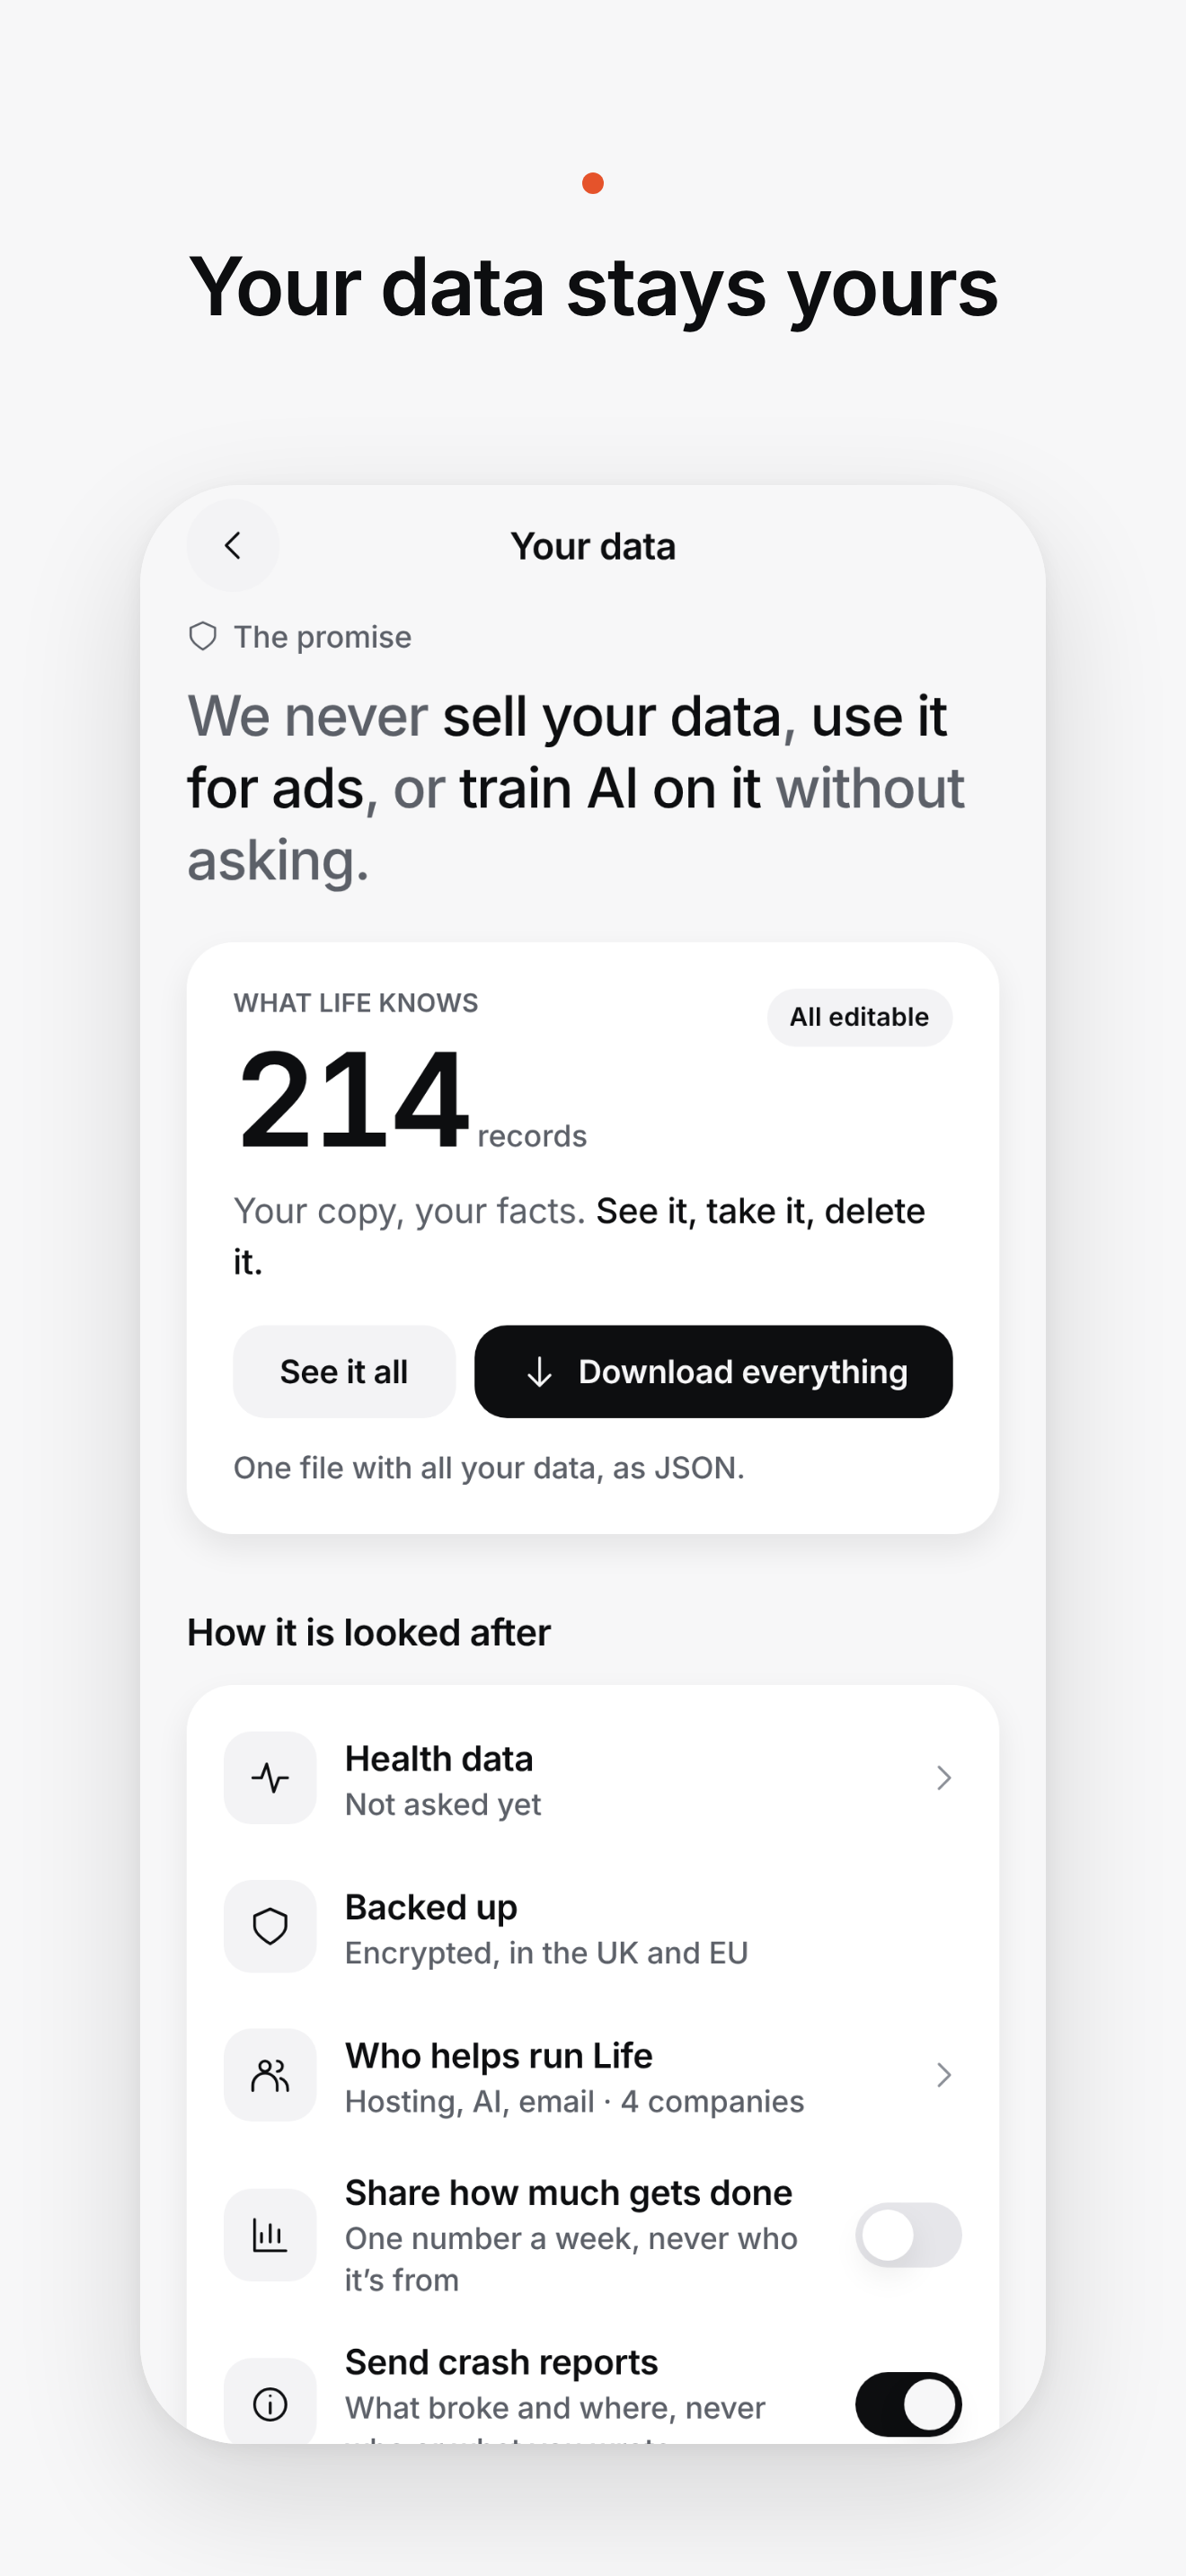 Your data stays yours
Your data
The promise
We never sell your data, use it
for ads, or train AI on it without
asking.
WHAT LIFE KNOWS
All editable
214 records
Your copy, your facts. See it, take it, delete
it.
See it all
Download everything
One file with all your data, as JSON.
How it is looked after
Health data
Not asked yet
Backed up
Encrypted, in the UK and EU
Who helps run Life
Hosting, AI, email · 4 companies
Share how much gets done
One number a week, never who
it’s from
Send crash reports
What broke and where, never